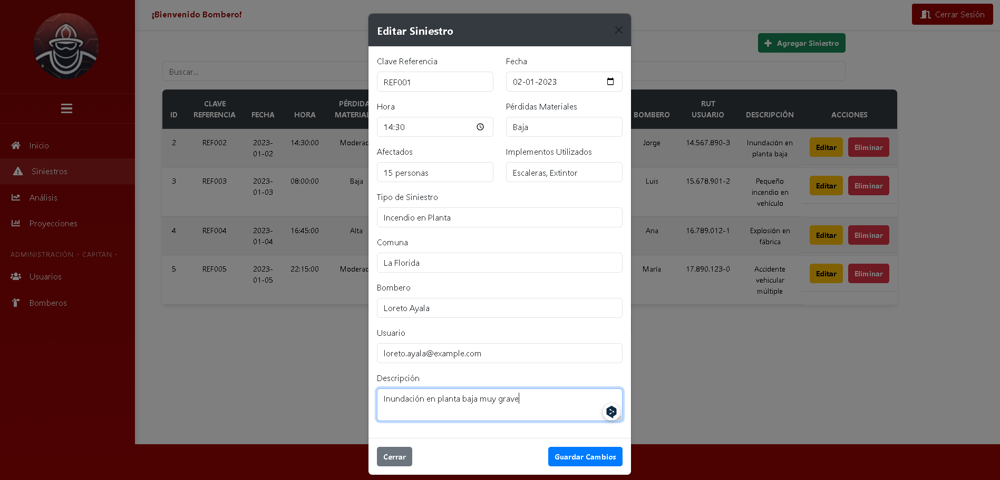 ¡Bienvenido Bombero!
Cerrar Sesión
Inicio
Siniestros
Análisis
Proyecciones
ADMINISTRACIÓN - CAPITAN -
Usuarios
Bomberos
Agregar Siniestro
Buscar...
ID CLAVE REFERENCIA FECHA HORA PÉRDIDA MATERIAL BOMBERO RUT USUARIO DESCRIPCIÓN ACCIONES
2 REF002 2023-01-02 14:30:00 Moderad Jorge 14.567.890-3 Inundación en planta baja Editar Eliminar
3 REF003 2023-01-03 08:00:00 Baja Luis 15.678.901-2 Pequeño incendio en vehículo Editar Eliminar
4 REF004 2023-01-04 16:45:00 Alta Ana 16.789.012-1 Explosión en fábrica Editar Eliminar
5 REF005 2023-01-05 22:15:00 Moderad María 17.890.123-0 Accidente vehicular múltiple Editar Eliminar
Editar Siniestro
Clave Referencia Fecha
REF001 02-01-2023
Hora Pérdidas Materiales
14:30 Baja
Afectados Implementos Utilizados
15 personas Escaleras, Extintor
Tipo de Siniestro
Incendio en Planta
Comuna
La Florida
Bombero
Loreto Ayala
Usuario
loreto.ayala@example.com
Descripción
Inundación en planta baja muy grave
Cerrar Guardar Cambios